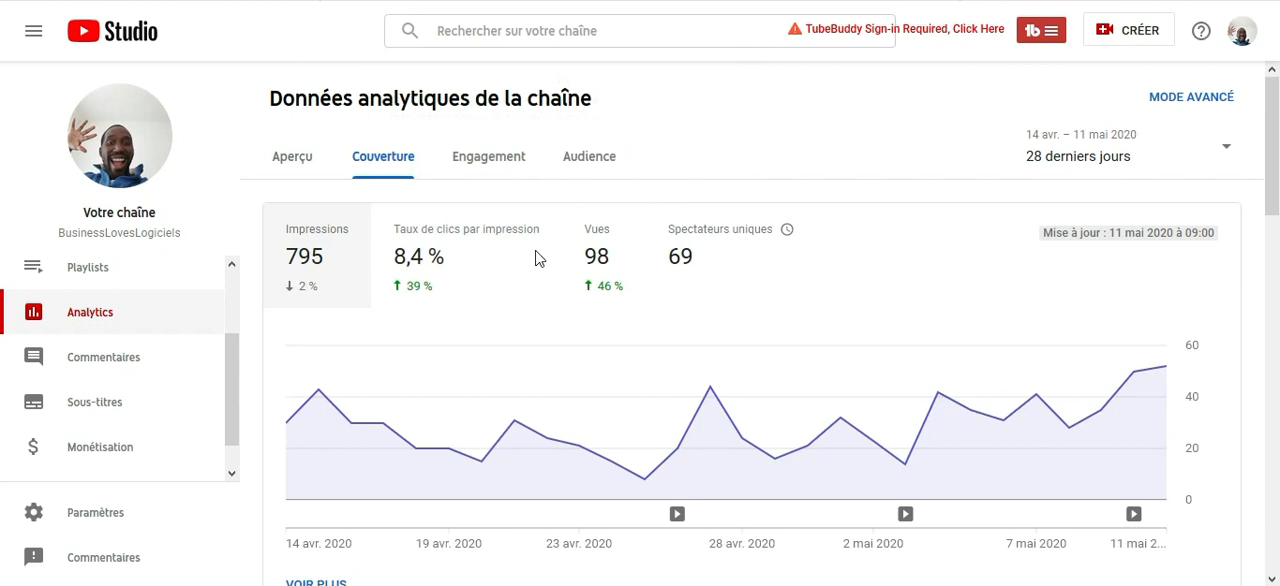 Studio
Rechercher sur votre chaîne
TubeBuddy Sign-in Required, Click Here
tb
CRÉER
Votre chaîne
BusinessLovesLogiciels
Playlists
Analytics
Commentaires
Sous-titres
Monétisation
Paramètres
Commentaires
Données analytiques de la chaîne
MODE AVANCÉ
Aperçu Couverture Engagement Audience
14 avr. – 11 mai 2020
28 derniers jours
Impressions Taux de clics par impression Vues Spectateurs uniques
Mise à jour : 11 mai 2020 à 09:00
795 8,4 % 98 69
2 % 39 % 46 %
60
40
20
0
14 avr. 2020 19 avr. 2020 23 avr. 2020 28 avr. 2020 2 mai 2020 7 mai 2020 11 mai 2...
VOIR PLUS